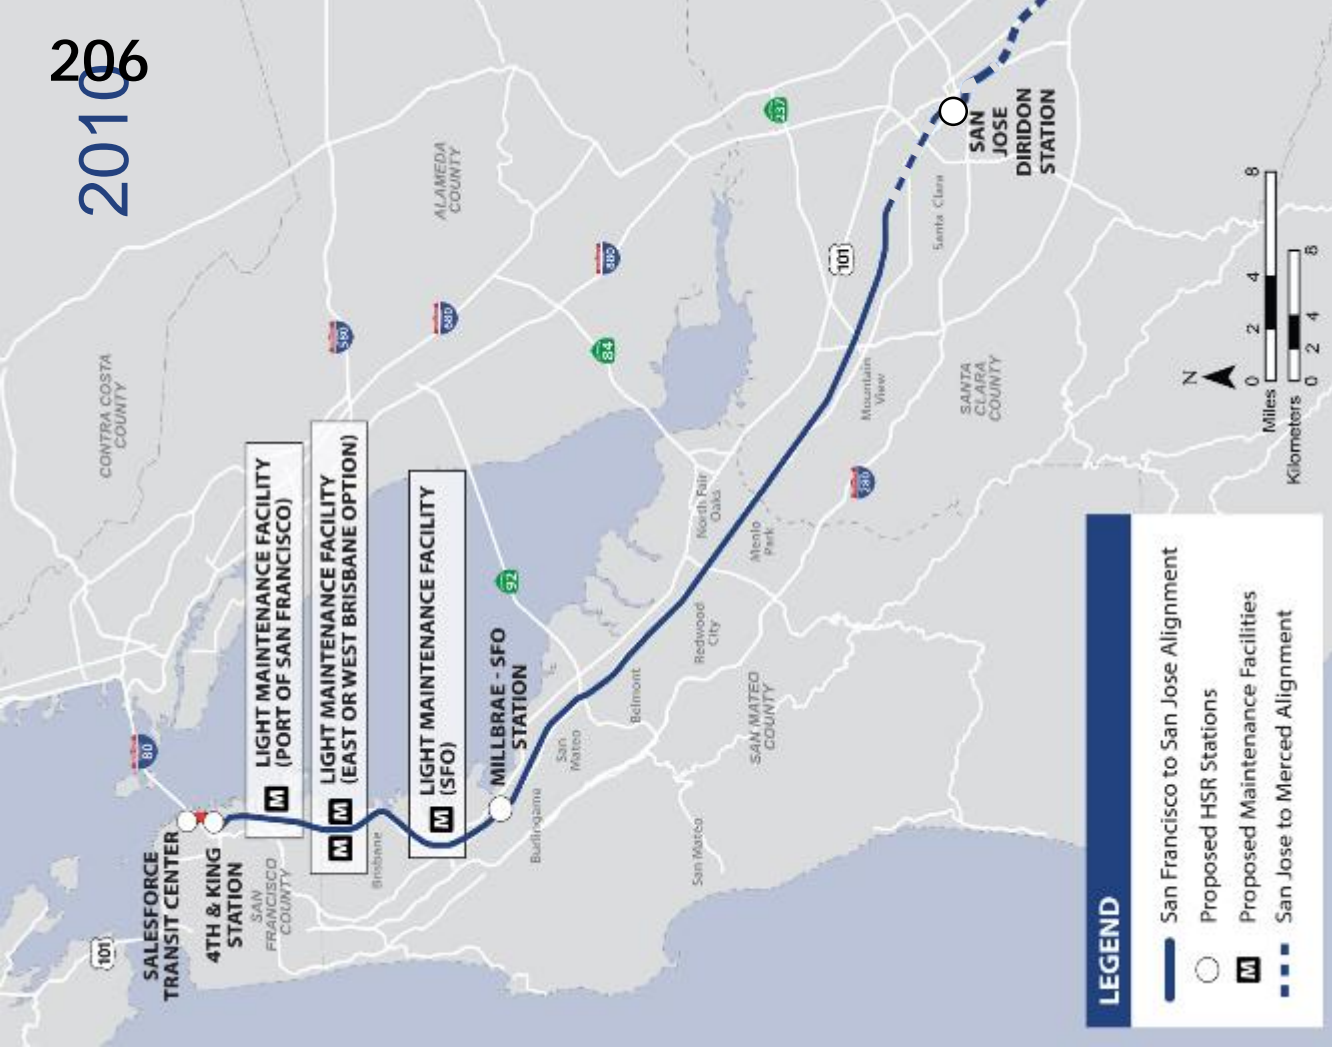 206
2010
SALESFORCE
TRANSIT CENTER
4TH & KING
STATION
LIGHT MAINTENANCE FACILITY
(PORT OF SAN FRANCISCO)
M
LIGHT MAINTENANCE FACILITY
(EAST OR WEST BRISBANE OPTION)
M M
LIGHT MAINTENANCE FACILITY
(SFO)
M
MILLBRAE - SFO
STATION
SAN
JOSE
DIRIDON
STATION
CONTRA COSTA
COUNTY
ALAMEDA
COUNTY
SAN
FRANCISCO
COUNTY
SAN MATEO
COUNTY
SANTA
CLARA
COUNTY
Brisbane
Burlingame
San
Mateo
San Mateo
Belmont
Redwood
City
North Fair
Oaks
Menlo
Park
Mountain
View
Santa Clara
101
80
580
680
880
84
92
237
101
280
N
0 2 4 8
Miles
Kilometers
0 2 4 8
LEGEND
San Francisco to San Jose Alignment
Proposed HSR Stations
M Proposed Maintenance Facilities
San Jose to Merced Alignment